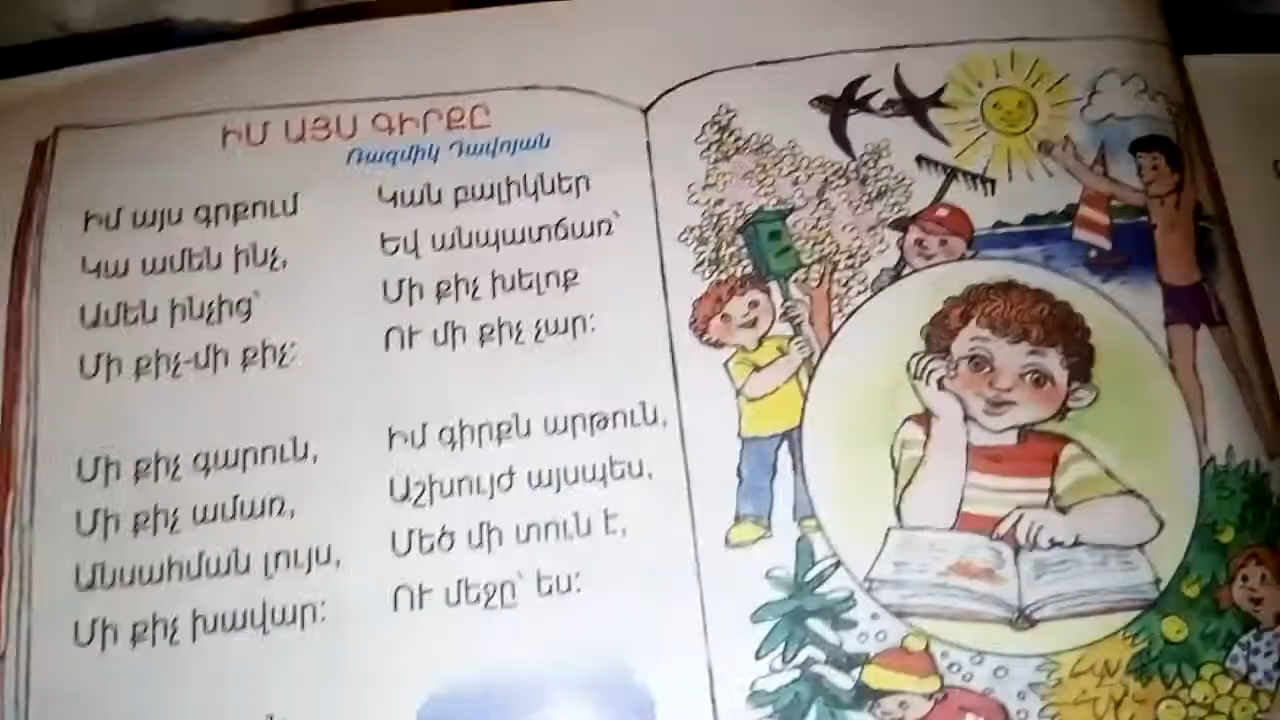 ԻՄ ԱՅՍ ԳԻՐՔԸ
Ռազմիկ Դավոյան
Իմ այս գրքում
Կա ամեն ինչ,
Ամեն ինչից՝
Մի քիչ-մի քիչ:
Մի քիչ գարուն,
Մի քիչ ամառ,
Անսահման լույս,
Մի քիչ խավար:
Կան բալիկներ
Եվ անպատճառ՝
Մի քիչ խելոք
ՈՒ մի քիչ չար:
Իմ գիրքն արթուն,
Աշխույժ այսպես,
Մեծ մի տուն է,
ՈՒ մեջը՝ ես: